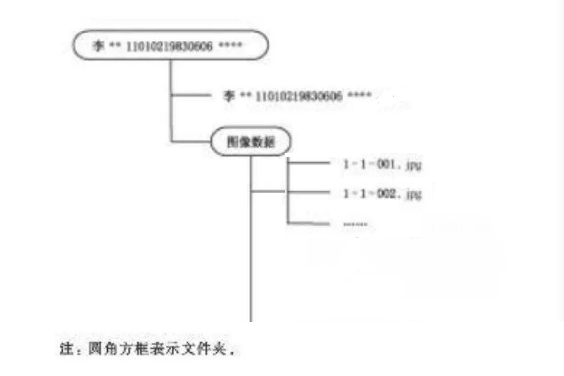 李 ** 11010219830606 ****
李 ** 11010219830606 ****
图像数据
1-1-001.jpg
1-1-002.jpg
……
注：圆角方框表示文件夹.